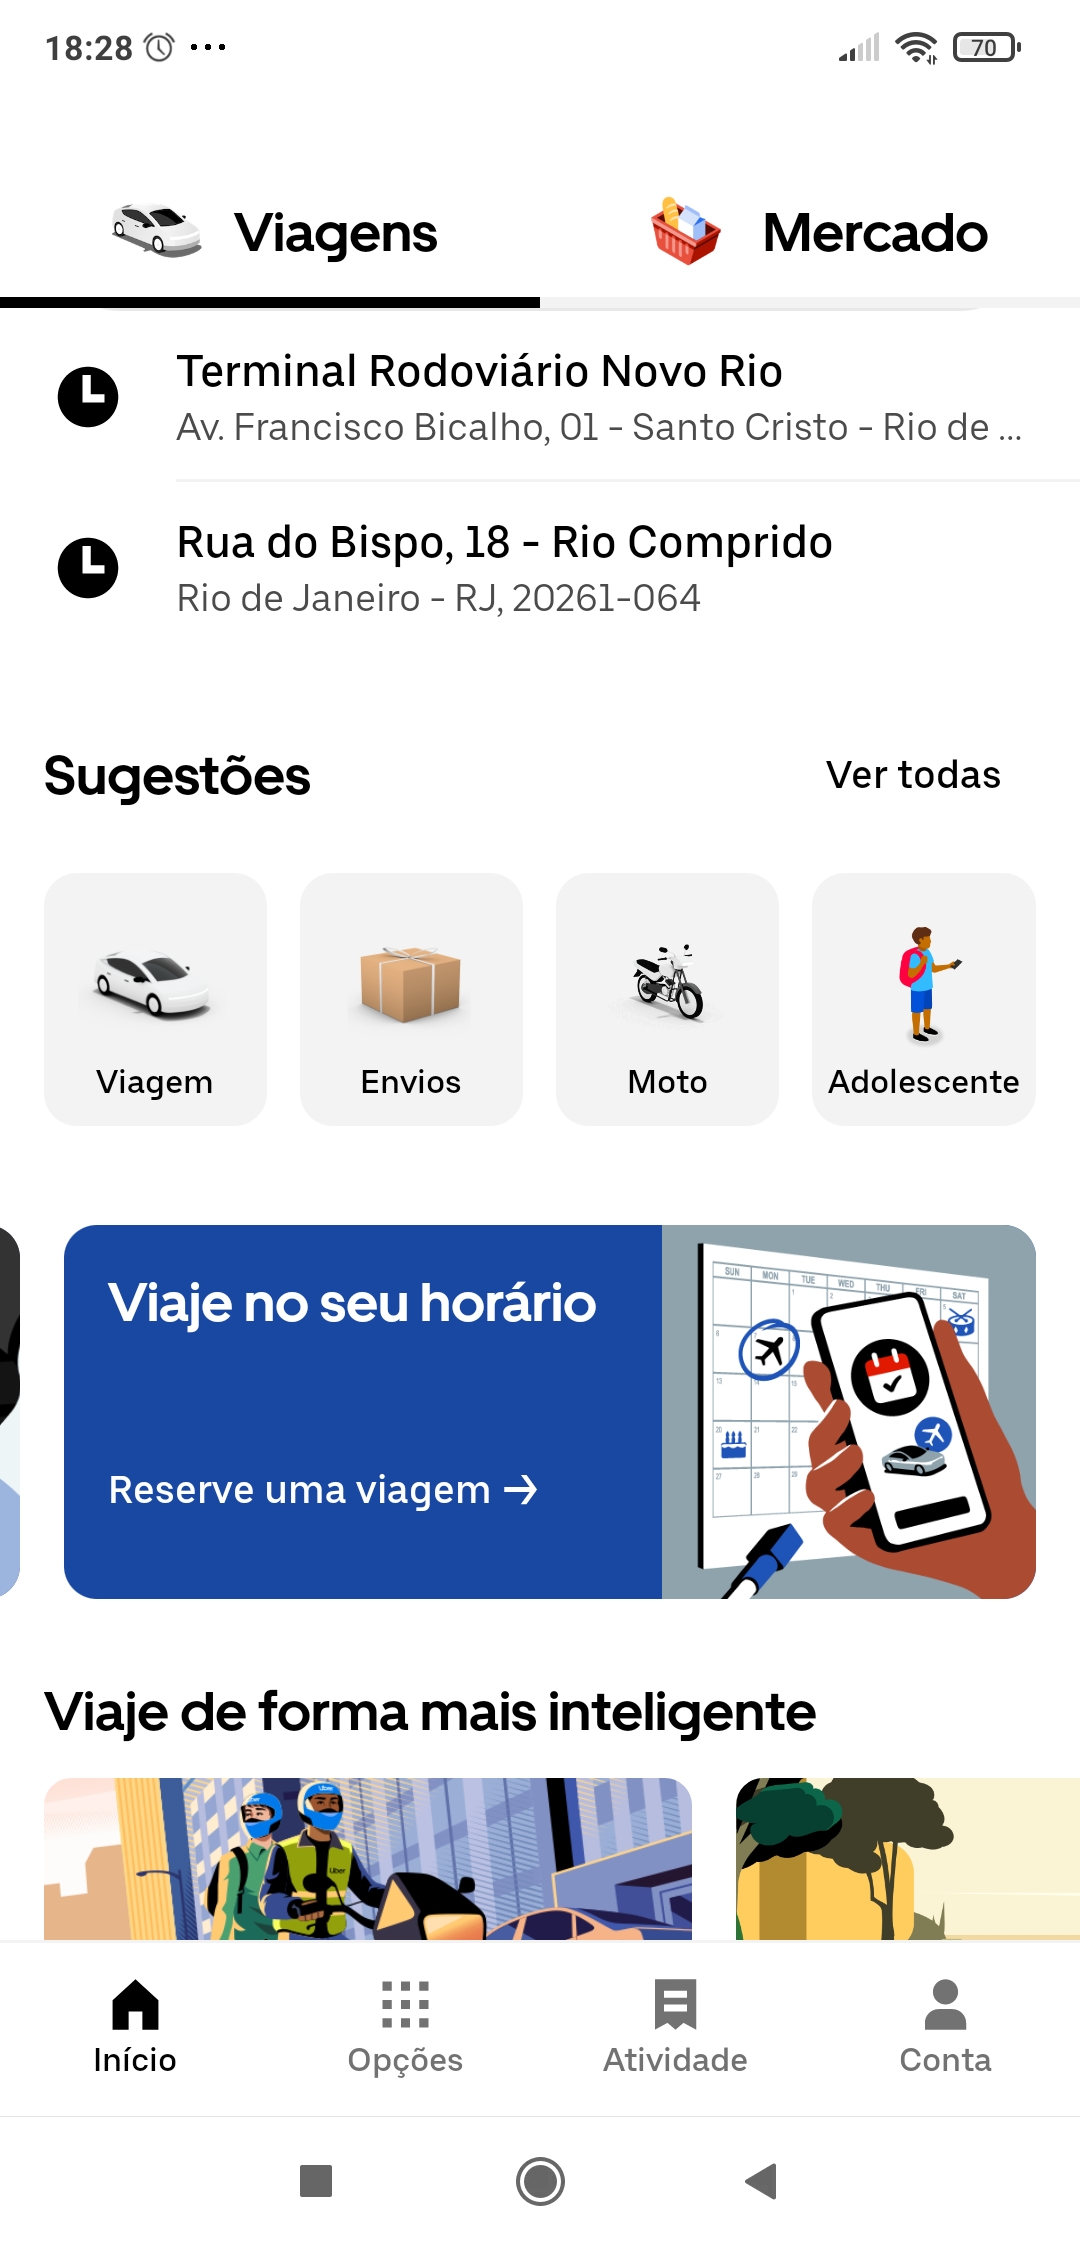 18:28
70
Viagens
Mercado
Terminal Rodoviário Novo Rio
Av. Francisco Bicalho, 01 - Santo Cristo - Rio de ...
Rua do Bispo, 18 - Rio Comprido
Rio de Janeiro - RJ, 20261-064
Sugestões
Ver todas
Viagem
Envios
Moto
Adolescente
Viaje no seu horário
Reserve uma viagem →
SUN MON TUE WED THU FRI SAT
Viaje de forma mais inteligente
Uber
Uber
Início
Opções
Atividade
Conta